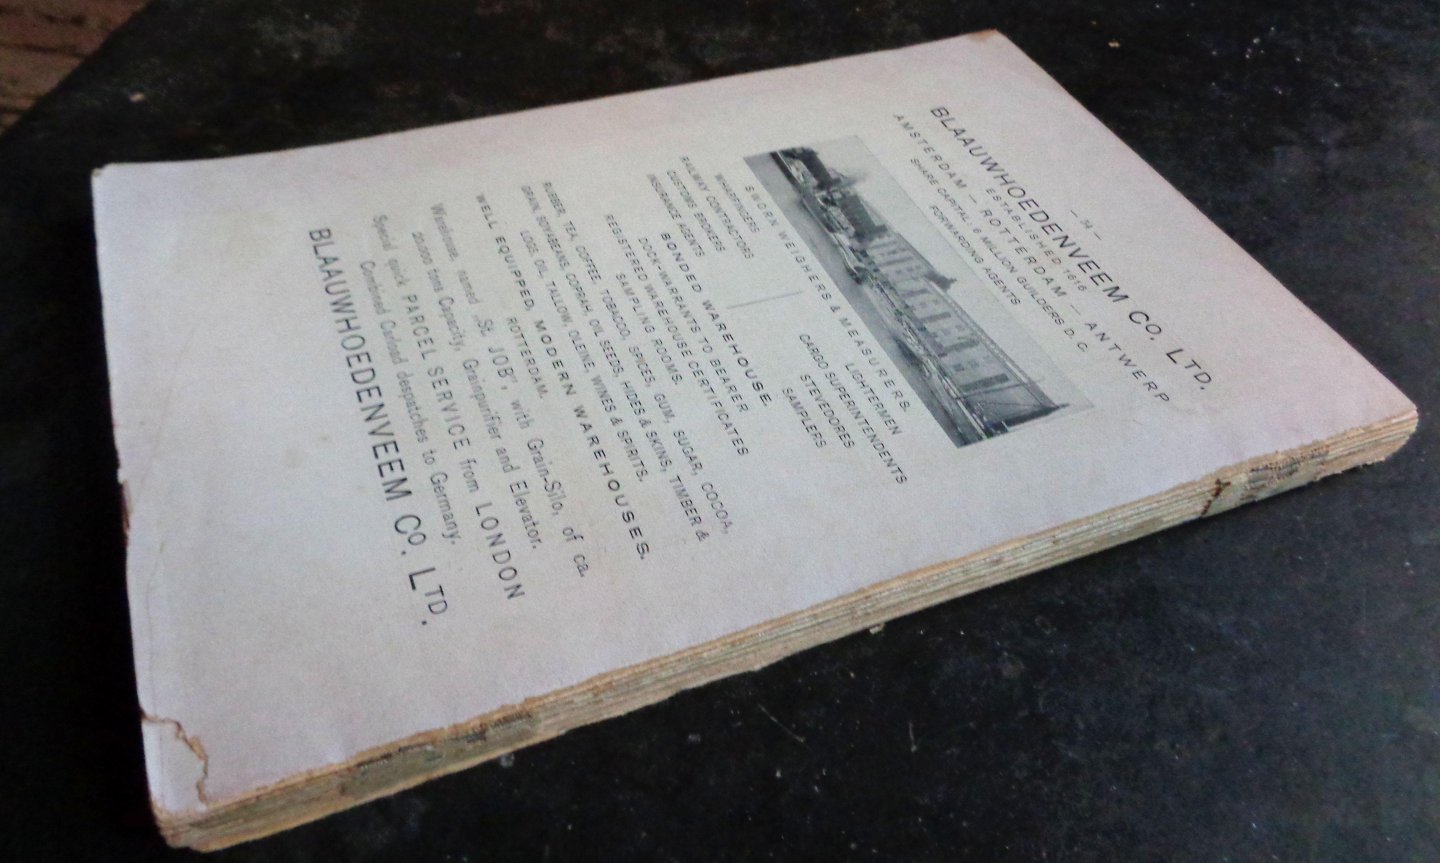 — 34 —
BLAAUWHOEDENVEEM CO. LTD.
ESTABLISHED 1616
AMSTERDAM — ROTTERDAM — ANTWERP
SHARE CAPITAL: 6 MILLION GUILDERS D. C.
FORWARDING AGENTS
SWORN WEIGHERS & MEASURERS.
WHARFINGERS
RAILWAY CONTRACTORS
CUSTOMS BROKERS
INSURANCE AGENTS
LIGHTERMEN
CARGO SUPERINTENDENTS
STEVEDORES
SAMPLERS
BONDED WAREHOUSE.
DOCK-WARRANTS TO BEARER
REGISTERED WAREHOUSE CERTIFICATES
SAMPLING ROOMS.
RUBBER, TEA, COFFEE, TOBACCO, SPICES, GUM, SUGAR, COCOA,
GRAIN, SOYABEANS, COPRAH, OIL SEEDS, HIDES & SKINS, TIMBER &
LOGS, OIL, TALLOW, OLEINE, WINES & SPIRITS.
WELL EQUIPPED, MODERN WAREHOUSES.
ROTTERDAM.
Warehouse, named „St. JOB", with Grain-Silo, of ca.
20.000 tons Capacity, Grainpurifier and Elevator.
Special quick PARCEL SERVICE from LONDON
Combined Carload despatches to Germany.
BLAAUWHOEDENVEEM CO. LTD.